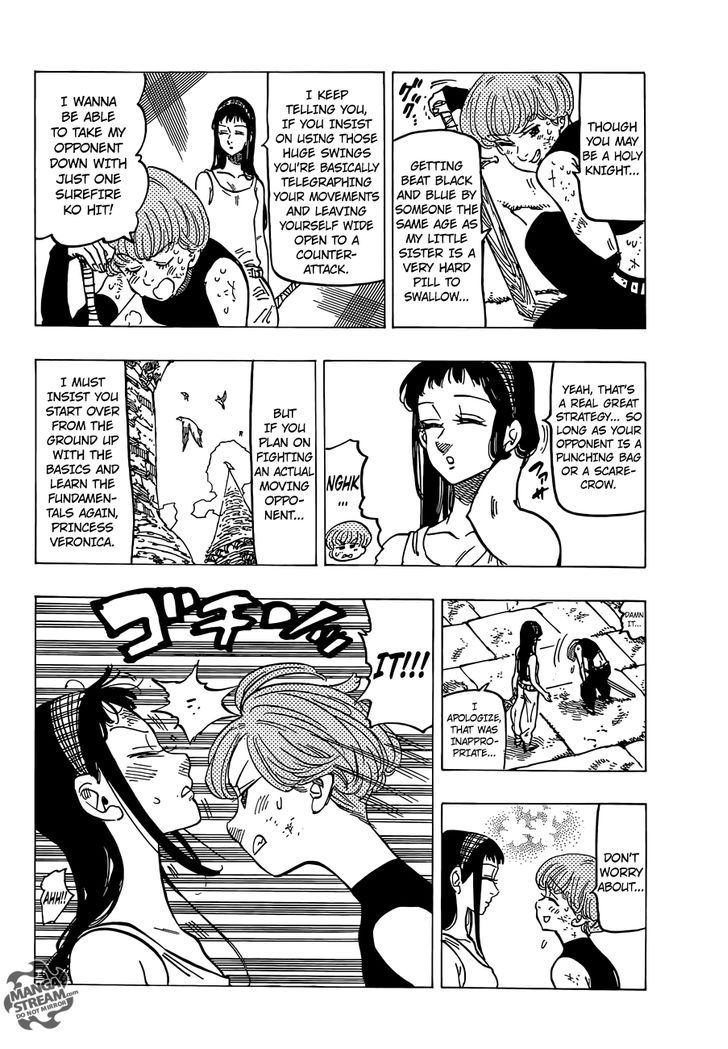 THOUGH
YOU MAY
BE A HOLY
KNIGHT...
GETTING
BEAT BLACK
AND BLUE BY
SOMEONE
THE SAME
AGE AS
MY LITTLE
SISTER IS
A VERY
HARD
PILL TO
SWALLOW...
I KEEP
TELLING YOU,
IF YOU INSIST
ON USING THOSE
HUGE SWINGS
YOU'RE BASICALLY
TELEGRAPHING
YOUR MOVEMENTS
AND LEAVING
YOURSELF WIDE
OPEN TO A
COUNTER-
ATTACK.
I WANNA
BE ABLE
TO TAKE MY
OPPONENT
DOWN WITH
JUST ONE
SUREFIRE
KO HIT!
YEAH, THAT'S
A REAL GREAT
STRATEGY... SO
LONG AS YOUR
OPPONENT IS A
PUNCHING BAG
OR A SCARE-
CROW.
NGHK
...
BUT
IF YOU
PLAN ON
FIGHTING
AN ACTUAL
MOVING
OPPO-
NENT...
I MUST
INSIST YOU
START OVER
FROM THE
GROUND UP
WITH THE
BASICS AND
LEARN THE
FUNDAMEN-
TALS AGAIN,
PRINCESS
VERONICA.
DAMN
IT...
I
APOLOGIZE,
THAT WAS
INAPPRO-
PRIATE...
DON'T
WORRY
ABOUT...
IT!!!
ゴチンッ
AHH!!
MANGA
STREAM.com
DO NOT MIRROR